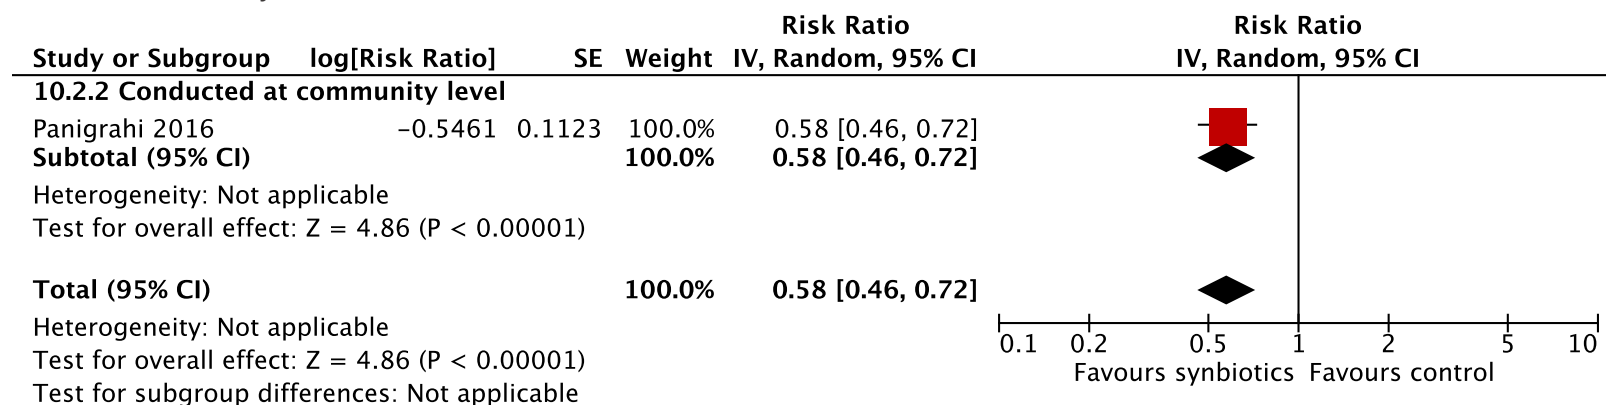 Risk Ratio Risk Ratio
Study or Subgroup log[Risk Ratio] SE Weight IV, Random, 95% CI IV, Random, 95% CI
10.2.2 Conducted at community level
Panigrahi 2016 −0.5461 0.1123 100.0% 0.58 [0.46, 0.72]
Subtotal (95% CI) 100.0% 0.58 [0.46, 0.72]
Heterogeneity: Not applicable
Test for overall effect: Z = 4.86 (P < 0.00001)
Total (95% CI) 100.0% 0.58 [0.46, 0.72]
Heterogeneity: Not applicable
Test for overall effect: Z = 4.86 (P < 0.00001)
Test for subgroup differences: Not applicable
0.1 0.2 0.5 1 2 5 10
Favours synbiotics Favours control